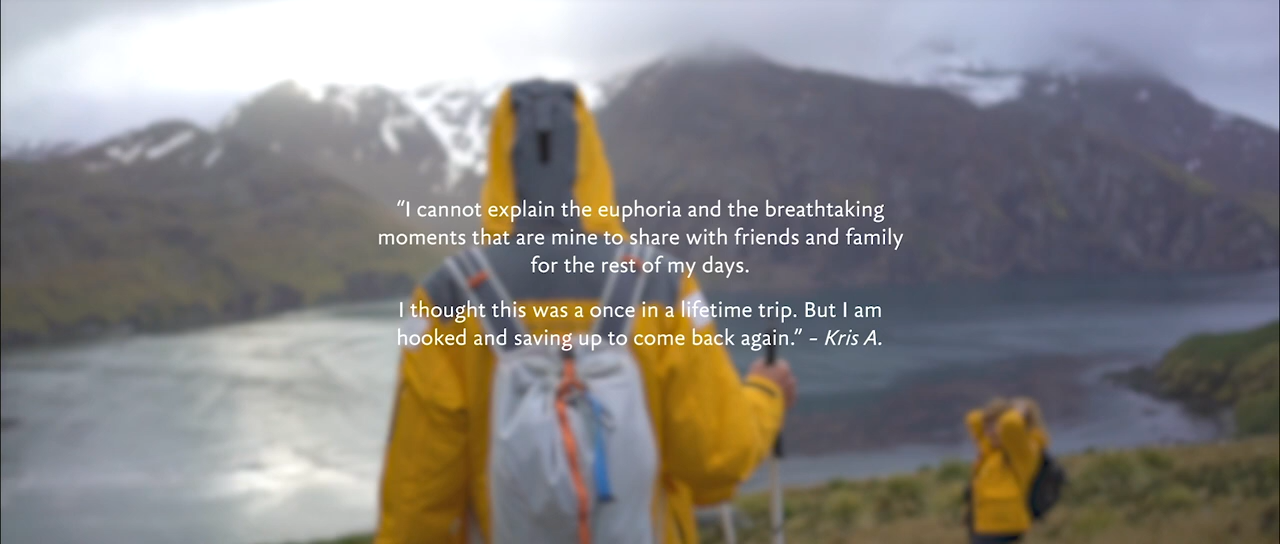 “I cannot explain the euphoria and the breathtaking
moments that are mine to share with friends and family
for the rest of my days.
I thought this was a once in a lifetime trip. But I am
hooked and saving up to come back again.” – Kris A.